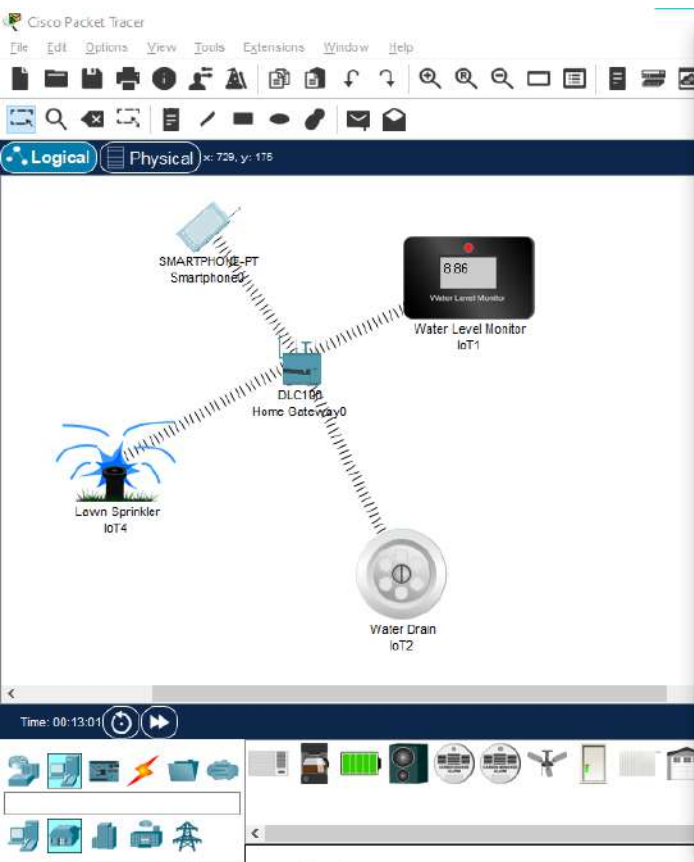 Cisco Packet Tracer
File Edit Options View Tools Extensions Window Help
Logical Physical x: 729, y: 175
SMARTPHONE-PT
Smartphone0
8.86
Water Level Monitor
Water Level Monitor
IoT1
DLC100
Home Gateway0
Lawn Sprinkler
IoT4
Water Drain
IoT2
Time: 00:13:01